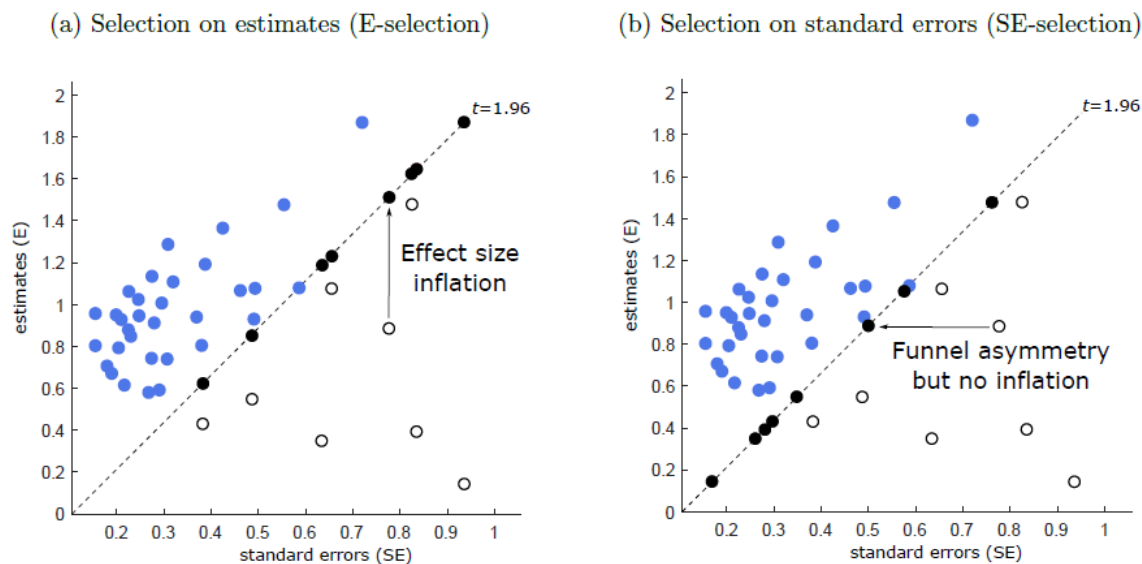 (a) Selection on estimates (E-selection)
2
1.8
1.6
1.4
1.2
1
0.8
0.6
0.4
0.2
0
estimates (E)
t=1.96
Effect size
inflation
0.2 0.3 0.4 0.5 0.6 0.7 0.8 0.9 1
standard errors (SE)
(b) Selection on standard errors (SE-selection)
2
1.8
1.6
1.4
1.2
1
0.8
0.6
0.4
0.2
0
estimates (E)
t=1.96
Funnel asymmetry
but no inflation
0.2 0.3 0.4 0.5 0.6 0.7 0.8 0.9 1
standard errors (SE)